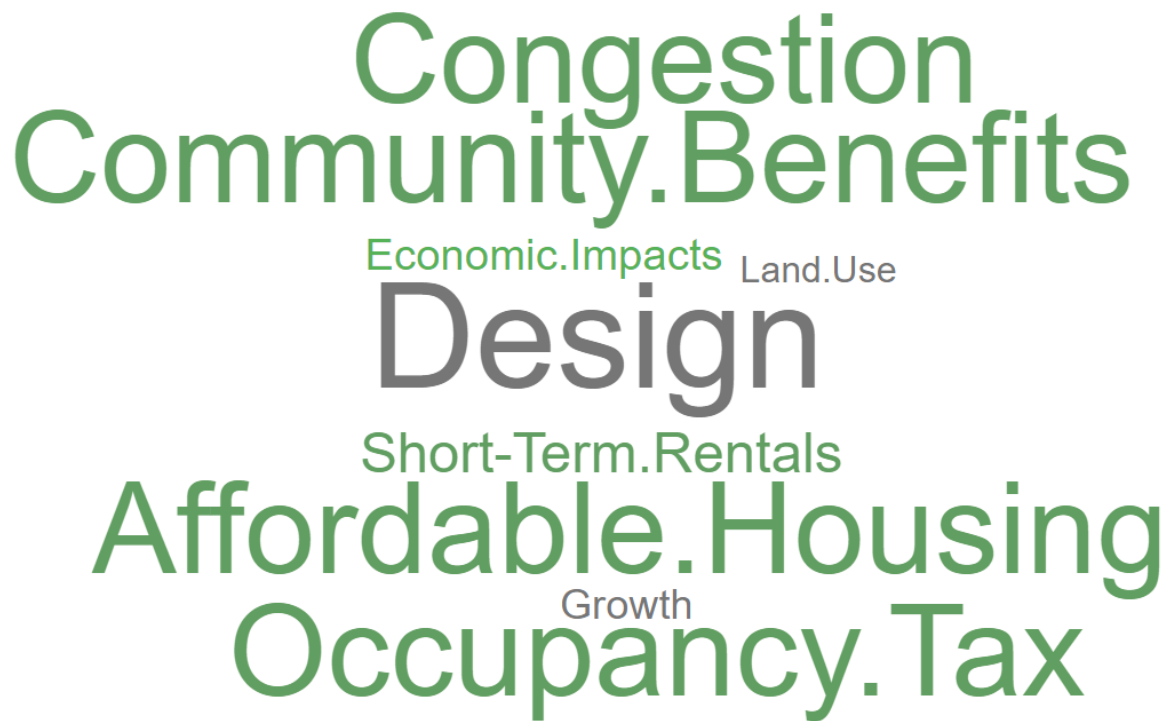 Congestion
Community.Benefits
Economic.Impacts
Land.Use
Design
Short-Term.Rentals
Affordable.Housing
Growth
Occupancy.Tax